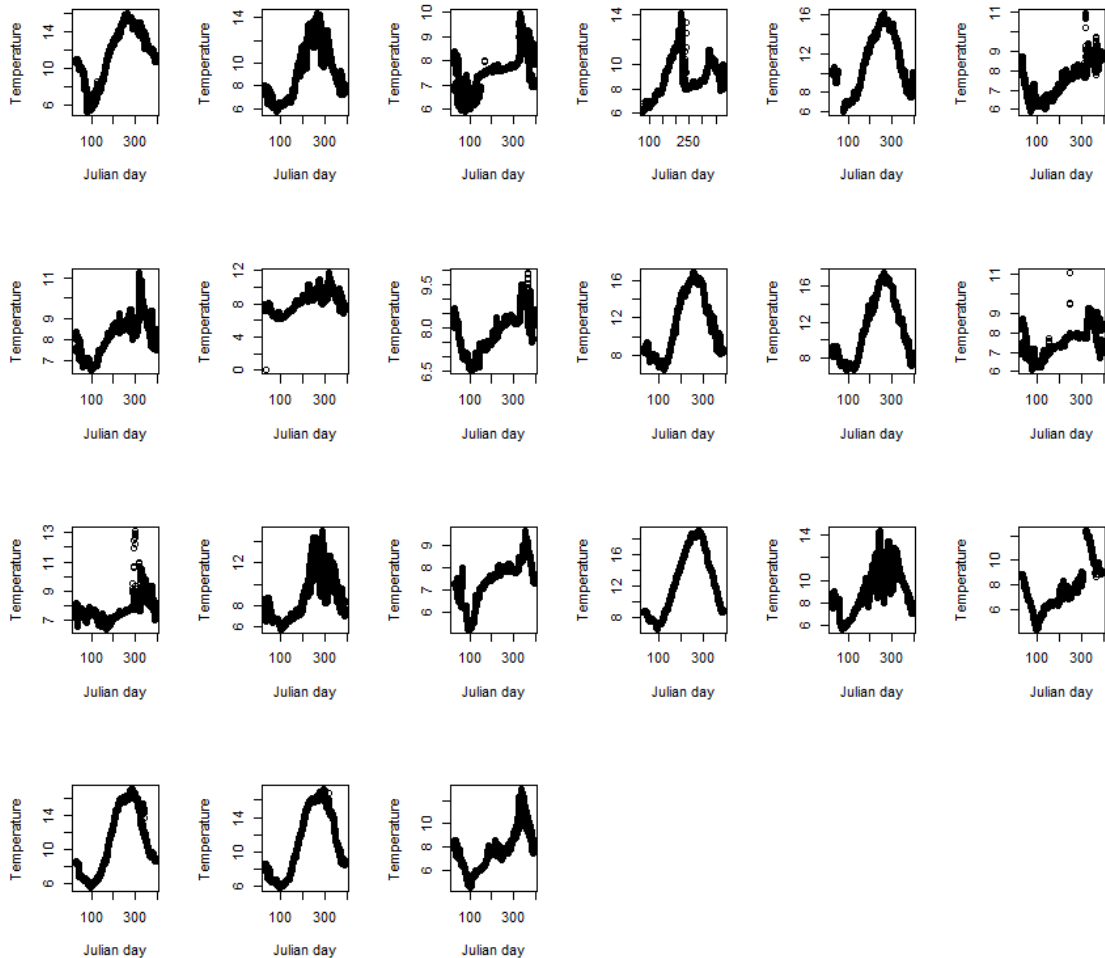 Temperature
6 10 14
100 300
Julian day
Temperature
6 8 10 14
100 300
Julian day
Temperature
6 7 8 9 10
100 300
Julian day
Temperature
6 8 10 14
100 250
Julian day
Temperature
6 8 12 16
100 300
Julian day
Temperature
6 7 8 9 11
100 300
Julian day
Temperature
7 8 9 11
100 300
Julian day
Temperature
0 4 8 12
100 300
Julian day
Temperature
6.5 8.0 9.5
100 300
Julian day
Temperature
8 12 16
100 300
Julian day
Temperature
8 12 16
100 300
Julian day
Temperature
6 7 8 9 11
100 300
Julian day
Temperature
7 9 11 13
100 300
Julian day
Temperature
6 8 12
100 300
Julian day
Temperature
6 7 8 9
100 300
Julian day
Temperature
8 12 16
100 300
Julian day
Temperature
6 8 10 14
100 300
Julian day
Temperature
6 8 10
100 300
Julian day
Temperature
6 10 14
100 300
Julian day
Temperature
6 10 14
100 300
Julian day
Temperature
6 8 10
100 300
Julian day